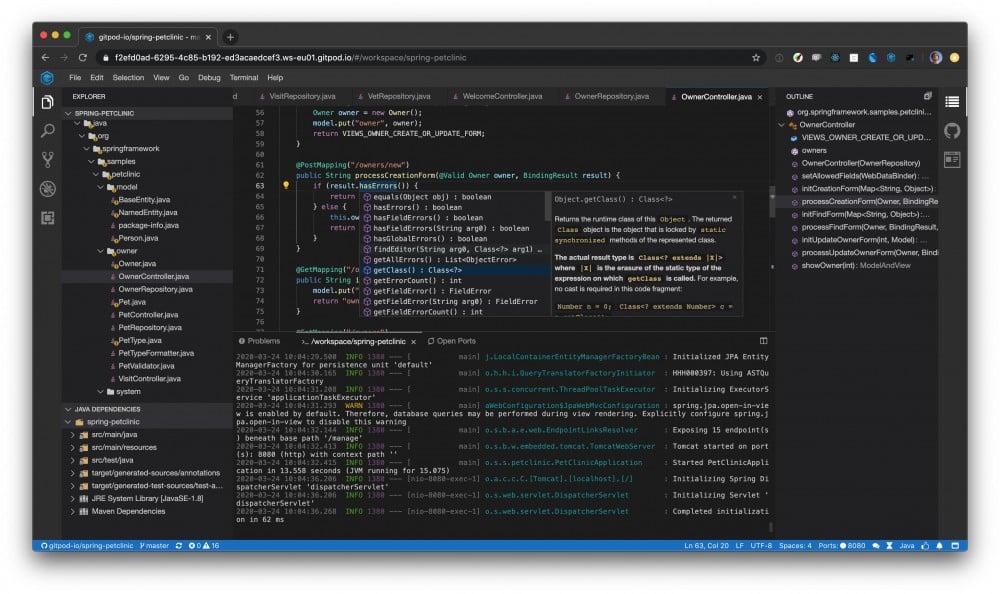 gitpod-io/spring-petclinic - ma
f2efd0ad-6295-4c85-b192-ed3acaedcef3.ws-eu01.gitpod.io/#/workspace/spring-petclinic
File Edit Selection View Go Debug Terminal Help
EXPLORER
SPRING-PETCLINIC
java
org
springframework
samples
petclinic
model
BaseEntity.java
NamedEntity.java
package-info.java
Person.java
owner
Owner.java
OwnerController.java
OwnerRepository.java
Pet.java
PetController.java
PetRepository.java
PetType.java
PetTypeFormatter.java
PetValidator.java
VisitController.java
system
JAVA DEPENDENCIES
spring-petclinic
src/main/java
src/main/resources
src/test/java
target/generated-sources/annotations
target/generated-test-sources/test-a...
JRE System Library [JavaSE-1.8]
Maven Dependencies
d VisitRepository.java VetRepository.java WelcomeController.java OwnerRepository.java OwnerController.java
56 Owner owner = new Owner();
57 model.put("owner", owner);
58 return VIEWS_OWNER_CREATE_OR_UPDATE_FORM;
59 }
60
61 @PostMapping("/owners/new")
62 public String processCreationForm(@Valid Owner owner, BindingResult result) {
63 if (result.hasErrors()) {
64 return
65 } else {
66 this.ow
67 return
68 }
69 }
70
71 @GetMapping("/o
72 public String i
73 model.put("
74 return "own
75 }
76
equals(Object obj) : boolean
hasErrors() : boolean
hasFieldErrors() : boolean
hasFieldErrors(String arg0) : boolean
hasGlobalErrors() : boolean
findEditor(String arg0, Class<?> arg1) …
getAllErrors() : List<ObjectError>
getClass() : Class<?>
getErrorCount() : int
getFieldError() : FieldError
getFieldError(String arg0) : FieldError
getFieldErrorCount() : int
Object.getClass() : Class<?>
Returns the runtime class of this Object. The returned
Class object is the object that is locked by static
synchronized methods of the represented class.
The actual result type is Class<? extends |X|>
where |X| is the erasure of the static type of the
expression on which getClass is called. For example,
no cast is required in this code fragment:
Number n = 0; Class<? extends Number> c =
Problems >_ /workspace/spring-petclinic Open Ports
2020-03-24 10:04:29.508 INFO 1380 --- [ main] j.LocalContainerEntityManagerFactoryBean : Initialized JPA Entity
ManagerFactory for persistence unit 'default'
2020-03-24 10:04:30.165 INFO 1380 --- [ main] o.h.h.i.QueryTranslatorFactoryInitiator : HHH000397: Using ASTQu
eryTranslatorFactory
2020-03-24 10:04:31.208 INFO 1380 --- [ main] o.s.s.concurrent.ThreadPoolTaskExecutor : Initializing ExecutorS
ervice 'applicationTaskExecutor'
2020-03-24 10:04:31.293 WARN 1380 --- [ main] aWebConfiguration$JpaWebMvcConfiguration : spring.jpa.open-in-vie
w is enabled by default. Therefore, database queries may be performed during view rendering. Explicitly configure spring.j
pa.open-in-view to disable this warning
2020-03-24 10:04:32.144 INFO 1380 --- [ main] o.s.b.a.e.web.EndpointLinksResolver : Exposing 15 endpoint(s
) beneath base path '/manage'
2020-03-24 10:04:32.413 INFO 1380 --- [ main] o.s.b.w.embedded.tomcat.TomcatWebServer : Tomcat started on port
(s): 8080 (http) with context path ''
2020-03-24 10:04:32.415 INFO 1380 --- [ main] o.s.s.petclinic.PetClinicApplication : Started PetClinicAppli
cation in 13.558 seconds (JVM running for 15.075)
2020-03-24 10:04:36.206 INFO 1380 --- [nio-8080-exec-1] o.a.c.c.C.[Tomcat].[localhost].[/] : Initializing Spring Di
spatcherServlet 'dispatcherServlet'
2020-03-24 10:04:36.206 INFO 1380 --- [nio-8080-exec-1] o.s.web.servlet.DispatcherServlet : Initializing Servlet '
dispatcherServlet'
2020-03-24 10:04:36.268 INFO 1380 --- [nio-8080-exec-1] o.s.web.servlet.DispatcherServlet : Completed initializati
on in 62 ms
OUTLINE
org.springframework.samples.petclini...
OwnerController
VIEWS_OWNER_CREATE_OR_UPD...
owners
OwnerController(OwnerRepository)
setAllowedFields(WebDataBinder) : ...
initCreationForm(Map<String, Object>) :
processCreationForm(Owner, BindingRe
initFindForm(Map<String, Object>) : ...
processFindForm(Owner, BindingResult,
initUpdateOwnerForm(int, Model) : ...
processUpdateOwnerForm(Owner, Bindi
showOwner(int) : ModelAndView
gitpod-io/spring-petclinic master 0 16 Ln 63, Col 20 LF UTF-8 Spaces: 4 Ports: 8080 Java